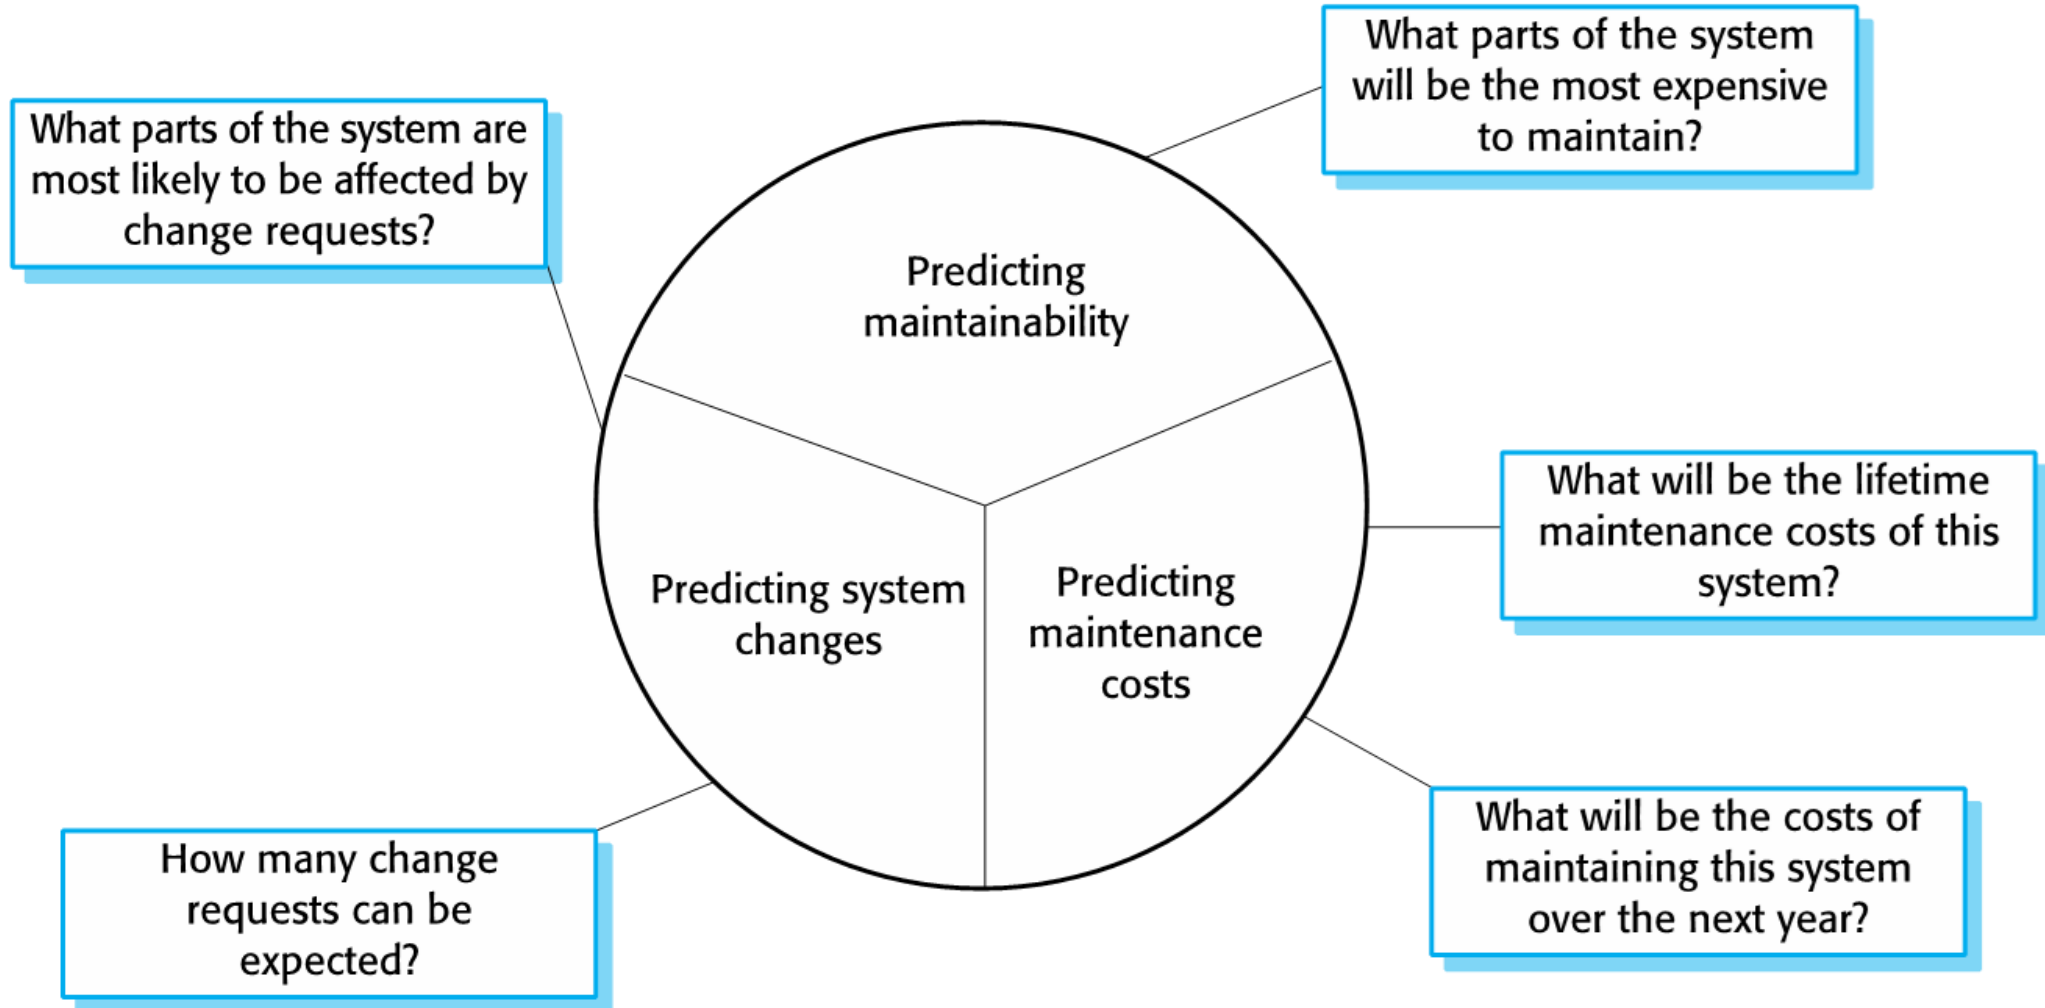 What parts of the system
will be the most expensive
to maintain?
What parts of the system are
most likely to be affected by
change requests?
Predicting
maintainability
What will be the lifetime
maintenance costs of this
system?
Predicting system
changes
Predicting
maintenance
costs
What will be the costs of
maintaining this system
over the next year?
How many change
requests can be
expected?